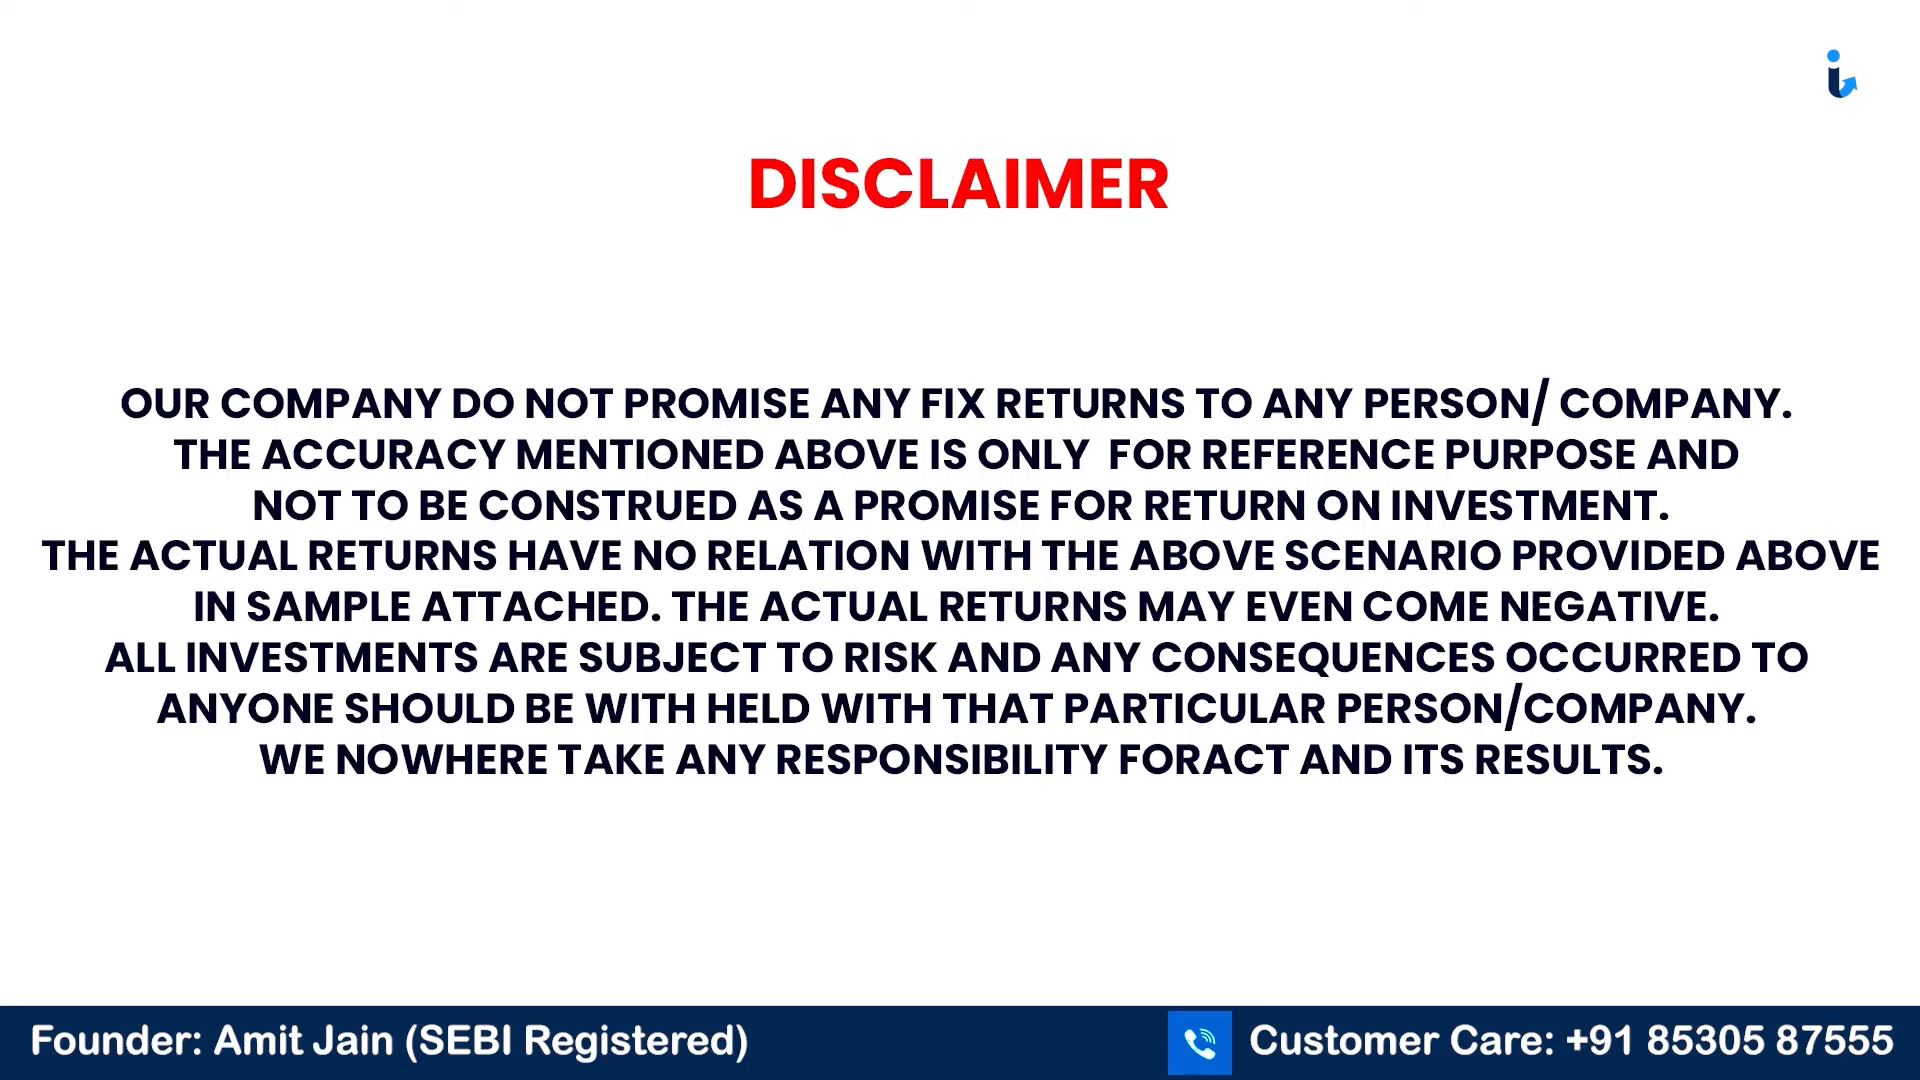 DISCLAIMER
OUR COMPANY DO NOT PROMISE ANY FIX RETURNS TO ANY PERSON/ COMPANY.
THE ACCURACY MENTIONED ABOVE IS ONLY FOR REFERENCE PURPOSE AND
NOT TO BE CONSTRUED AS A PROMISE FOR RETURN ON INVESTMENT.
THE ACTUAL RETURNS HAVE NO RELATION WITH THE ABOVE SCENARIO PROVIDED ABOVE
IN SAMPLE ATTACHED. THE ACTUAL RETURNS MAY EVEN COME NEGATIVE.
ALL INVESTMENTS ARE SUBJECT TO RISK AND ANY CONSEQUENCES OCCURRED TO
ANYONE SHOULD BE WITH HELD WITH THAT PARTICULAR PERSON/COMPANY.
WE NOWHERE TAKE ANY RESPONSIBILITY FORACT AND ITS RESULTS.
Founder: Amit Jain (SEBI Registered)
Customer Care: +91 85305 87555